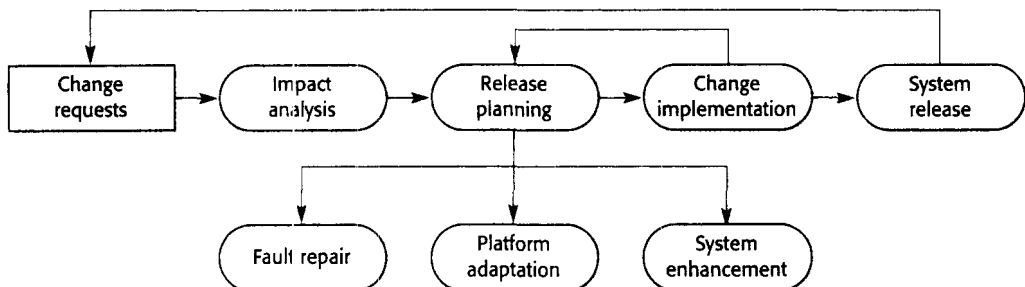 Change
requests
Impact
analysis
Release
planning
Change
implementation
System
release
Fault repair
Platform
adaptation
System
enhancement